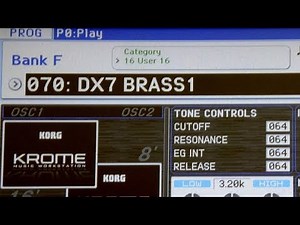 PROG P0:Play
Bank F
Category
> 16 User 16
070: DX7 BRASS1
OSC1 OSC2
TONE CONTROLS
CUTOFF 064
RESONANCE 064
EG INT 064
RELEASE 064
KORG
KROME
MUSIC WORKSTATION
8'
KORG
16'
LOW 3.20k HIGH